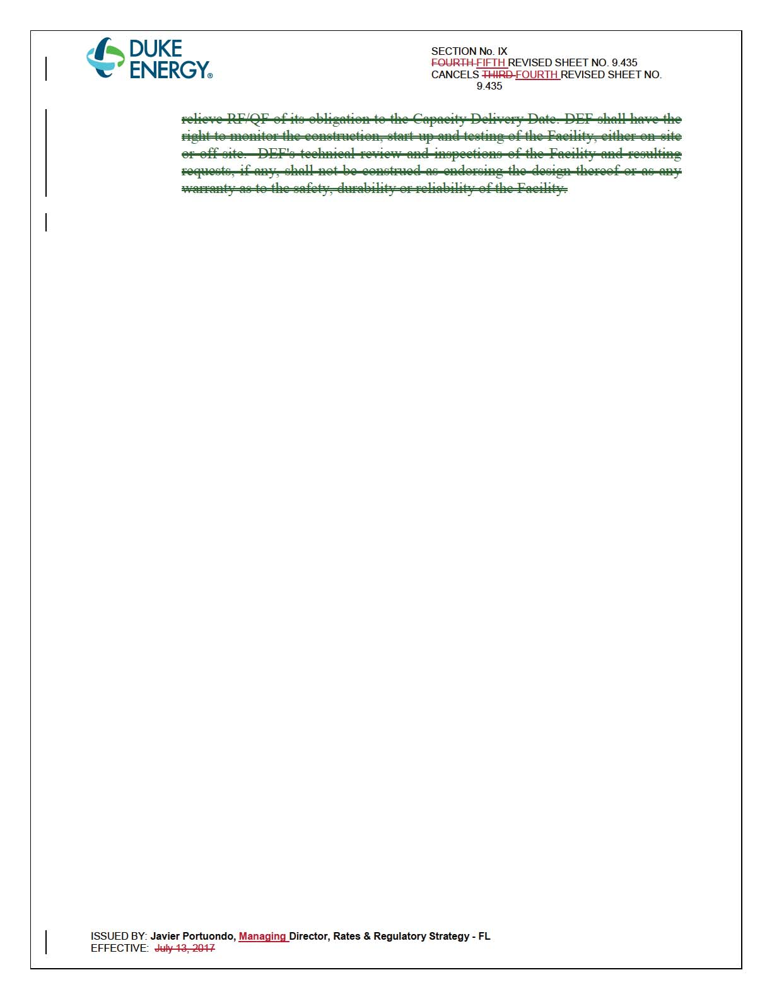 DUKE
ENERGY®
SECTION No. IX
FOURTH FIFTH REVISED SHEET NO. 9.435
CANCELS THIRD FOURTH REVISED SHEET NO.
9.435
relieve RF/QF of its obligation to the Capacity Delivery Date. DEF shall have the
right to monitor the construction, start-up and testing of the Facility, either on-site
or off-site. DEF's technical review and inspections of the Facility and resulting
requests, if any, shall not be construed as endorsing the design thereof or as any
warranty as to the safety, durability or reliability of the Facility.
ISSUED BY: Javier Portuondo, Managing Director, Rates & Regulatory Strategy - FL
EFFECTIVE: July 13, 2017